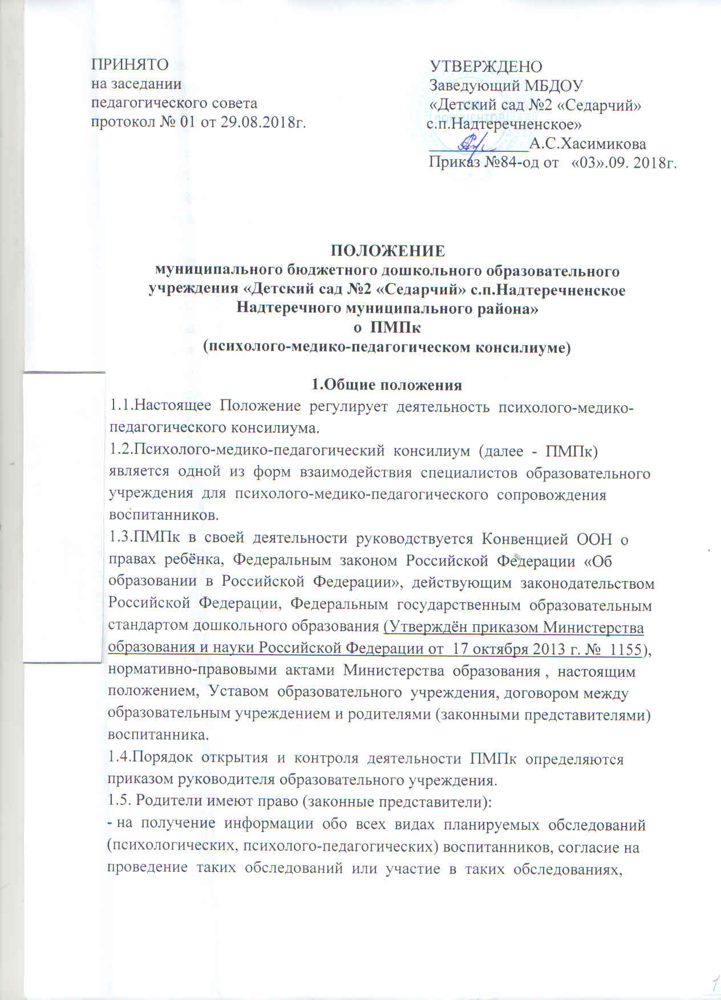 ПРИНЯТО
на заседании
педагогического совета
протокол № 01 от 29.08.2018г.
УТВЕРЖДЕНО
Заведующий МБДОУ
«Детский сад №2 «Седарчий»
с.п.Надтеречненское»
____________А.С.Хасимикова
Приказ №84-од от «03».09. 2018г.
ПОЛОЖЕНИЕ
муниципального бюджетного дошкольного образовательного
учреждения «Детский сад №2 «Седарчий» с.п.Надтеречненское
Надтеречного муниципального района»
о ПМПк
(психолого-медико-педагогическом консилиуме)
1.Общие положения
1.1.Настоящее Положение регулирует деятельность психолого-медико-
педагогического консилиума.
1.2.Психолого-медико-педагогический консилиум (далее - ПМПк)
является одной из форм взаимодействия специалистов образовательного
учреждения для психолого-медико-педагогического сопровождения
воспитанников.
1.3.ПМПк в своей деятельности руководствуется Конвенцией ООН о
правах ребёнка, Федеральным законом Российской Федерации «Об
образовании в Российской Федерации», действующим законодательством
Российской Федерации, Федеральным государственным образовательным
стандартом дошкольного образования (Утверждён приказом Министерства
образования и науки Российской Федерации от 17 октября 2013 г. № 1155),
нормативно-правовыми актами Министерства образования , настоящим
положением, Уставом образовательного учреждения, договором между
образовательным учреждением и родителями (законными представителями)
воспитанника.
1.4.Порядок открытия и контроля деятельности ПМПк определяются
приказом руководителя образовательного учреждения.
1.5. Родители имеют право (законные представители):
- на получение информации обо всех видах планируемых обследований
(психологических, психолого-педагогических) воспитанников, согласие на
проведение таких обследований или участие в таких обследованиях,
1